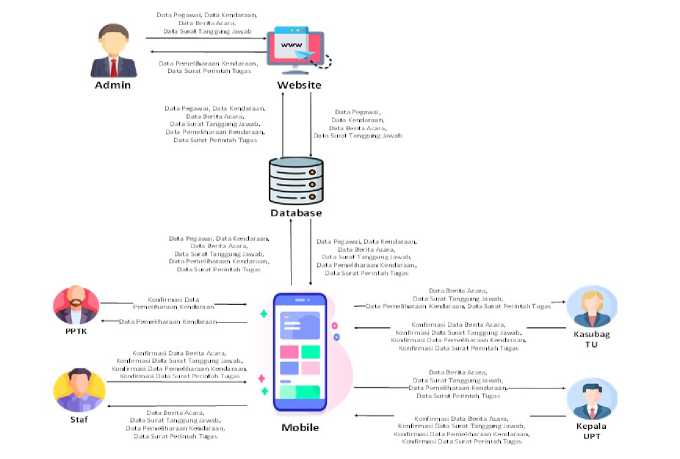 Data Pegawai, Data Kendaraan,
Data Berita Acara,
Data Surat Tanggung Jawab
www
Data Pemeliharaan Kendaraan,
Data Surat Perintah Tugas
Admin
Website
Data Pegawai, Data Kendaraan,
Data Berita Acara,
Data Surat Tanggung Jawab,
Data Pemeliharaan Kendaraan,
Data Surat Perintah Tugas
Data Pegawai,
Data Kendaraan,
Data Berita Acara,
Data Surat Tanggung Jawab
Database
Data Pegawai, Data Kendaraan,
Data Berita Acara,
Data Surat Tanggung Jawab,
Data Pemeliharaan Kendaraan,
Data Surat Perintah Tugas
Data Pegawai, Data Kendaraan,
Data Berita Acara,
Data Surat Tanggung Jawab,
Data Pemeliharaan Kendaraan,
Data Surat Perintah Tugas
Konfirmasi Data
Pemeliharaan Kendaraan
Data Pemeliharaan Kendaraan
PPTK
Data Berita Acara,
Data Surat Tanggung Jawab,
Data Pemeliharaan Kendaraan, Data Surat Perintah Tugas
Konfirmasi Data Berita Acara,
Konfirmasi Data Surat Tanggung Jawab,
Konfirmasi Data Pemeliharaan Kendaraan,
Konfirmasi Data Surat Perintah Tugas
Kasubag
TU
Konfirmasi Data Berita Acara,
Konfirmasi Data Surat Tanggung Jawab,
Konfirmasi Data Pemeliharaan Kendaraan,
Konfirmasi Data Surat Perintah Tugas
Data Berita Acara,
Data Surat Tanggung Jawab,
Data Pemeliharaan Kendaraan,
Data Surat Perintah Tugas
Staf
Mobile
Data Berita Acara,
Data Surat Tanggung Jawab,
Data Pemeliharaan Kendaraan,
Data Surat Perintah Tugas
Konfirmasi Data Berita Acara,
Konfirmasi Data Surat Tanggung Jawab,
Konfirmasi Data Pemeliharaan Kendaraan,
Konfirmasi Data Surat Perintah Tugas
Kepala
UPT